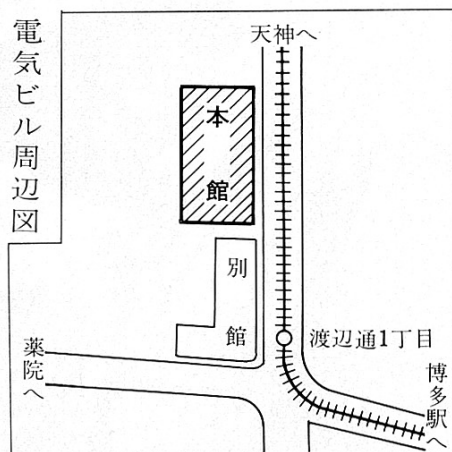 電気ビル周辺図
天神へ
本館
別館
渡辺通1丁目
薬院へ
博多駅へ